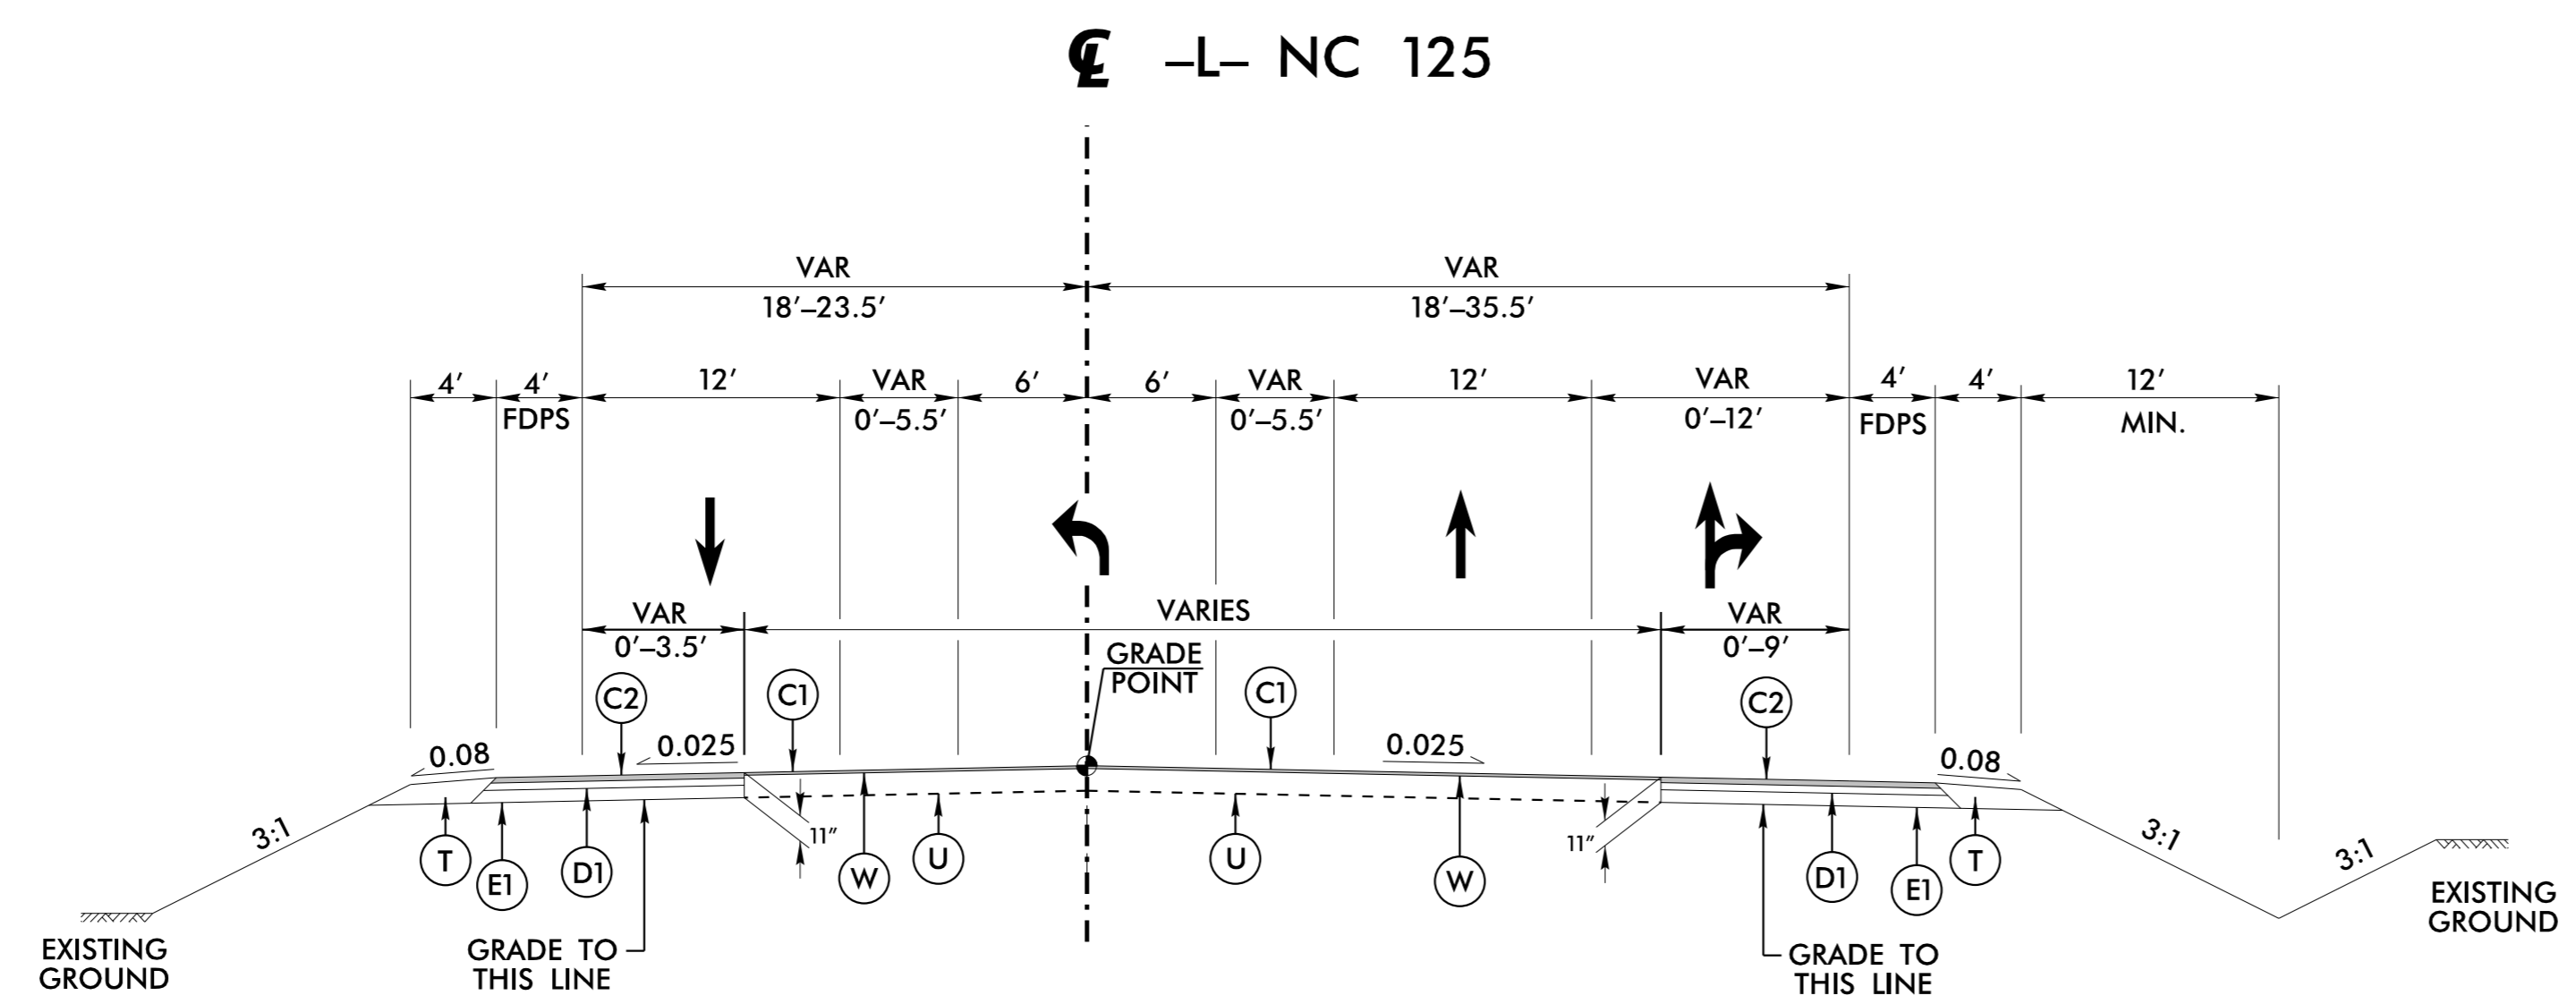 ℄ –L– NC 125
VAR VAR
18'–23.5' 18'–35.5'
4' 4' 12' VAR 6' 6' VAR 12' VAR 4' 4' 12'
FDPS 0'–5.5' 0'–5.5' 0'–12' FDPS MIN.
VAR VARIES VAR
0'–3.5' 0'–9'
GRADE
POINT
C2 C1 C1 C2
0.08 0.025 0.025 0.08
3:1 11" 11" 3:1 3:1
T E1 D1 W U U W D1 E1 T
EXISTING
GROUND
GRADE TO
THIS LINE
GRADE TO
THIS LINE
EXISTING
GROUND